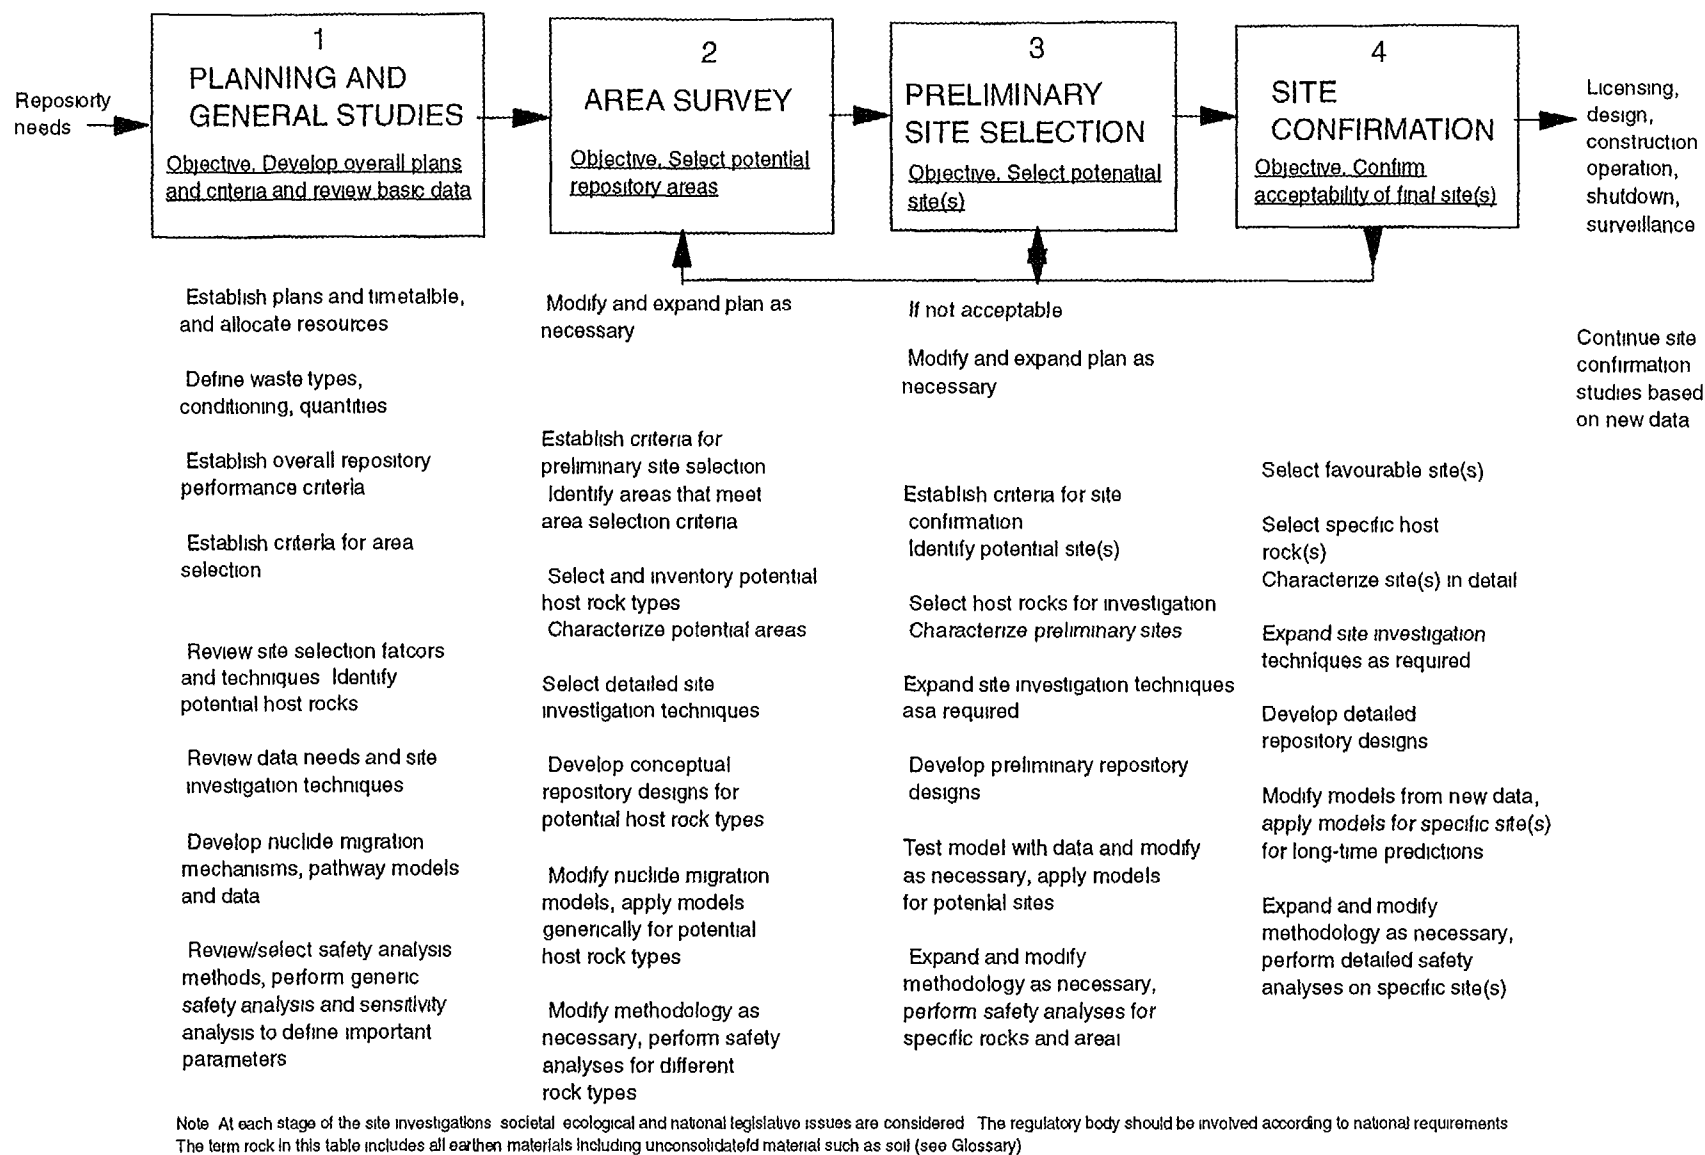 Reposiorty
needs
1
PLANNING AND
GENERAL STUDIES
Objective, Develop overall plans
and criteria and review basic data
2
AREA SURVEY
Objective, Select potential
repository areas
3
PRELIMINARY
SITE SELECTION
Objective, Select potenatial
site(s)
4
SITE
CONFIRMATION
Objective, Confirm
acceptability of final site(s)
Licensing,
design,
construction
operation,
shutdown,
surveillance
Continue site
confirmation
studies based
on new data
Establish plans and timetalble,
and allocate resources
Define waste types,
conditioning, quantities
Establish overall repository
performance criteria
Establish criteria for area
selection
Review site selection fatcors
and techniques Identify
potential host rocks
Review data needs and site
investigation techniques
Develop nuclide migration
mechanisms, pathway models
and data
Review/select safety analysis
methods, perform generic
safety analysis and sensitivity
analysis to define important
parameters
Modify and expand plan as
necessary
Establish criteria for
preliminary site selection
Identify areas that meet
area selection criteria
Select and inventory potential
host rock types
Characterize potential areas
Select detailed site
investigation techniques
Develop conceptual
repository designs for
potential host rock types
Modify nuclide migration
models, apply models
generically for potential
host rock types
Modify methodology as
necessary, perform safety
analyses for different
rock types
If not acceptable
Modify and expand plan as
necessary
Establish criteria for site
confirmation
Identify potential site(s)
Select host rocks for investigation
Characterize preliminary sites
Expand site investigation techniques
asa required
Develop preliminary repository
designs
Test model with data and modify
as necessary, apply models
for potenial sites
Expand and modify
methodology as necessary,
perform safety analyses for
specific rocks and areai
Select favourable site(s)
Select specific host
rock(s)
Characterize site(s) in detail
Expand site investigation
techniques as required
Develop detailed
repository designs
Modify models from new data,
apply models for specific site(s)
for long-time predictions
Expand and modify
methodology as necessary,
perform detailed safety
analyses on specific site(s)
Note At each stage of the site investigations societal ecological and national legislativo issues are considered The regulatory body should be involved according to national requirements
The term rock in this table includes all earthen materials including unconsolidatefd material such as soil (see Glossary)